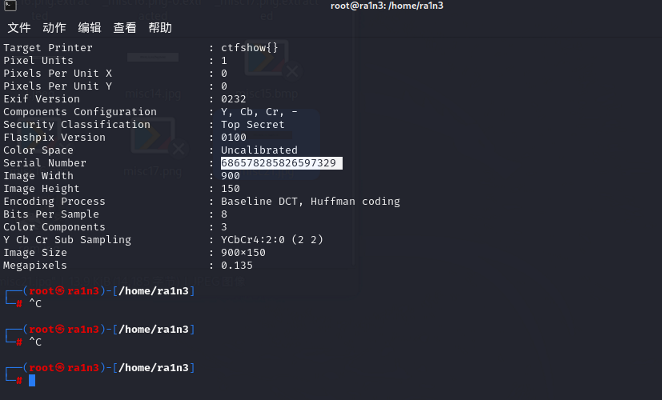 root@ra1n3: /home/ra1n3
文件 动作 编辑 查看 帮助
Target Printer : ctfshow{}
Pixel Units : 1
Pixels Per Unit X : 0
Pixels Per Unit Y : 0
Exif Version : 0232
Components Configuration : Y, Cb, Cr, -
Security Classification : Top Secret
Flashpix Version : 0100
Color Space : Uncalibrated
Serial Number : 686578285826597329
Image Width : 900
Image Height : 150
Encoding Process : Baseline DCT, Huffman coding
Bits Per Sample : 8
Color Components : 3
Y Cb Cr Sub Sampling : YCbCr4:2:0 (2 2)
Image Size : 900×150
Megapixels : 0.135
┌──(root㉿ra1n3)-[/home/ra1n3]
└─# ^C
┌──(root㉿ra1n3)-[/home/ra1n3]
└─# ^C
┌──(root㉿ra1n3)-[/home/ra1n3]
└─#